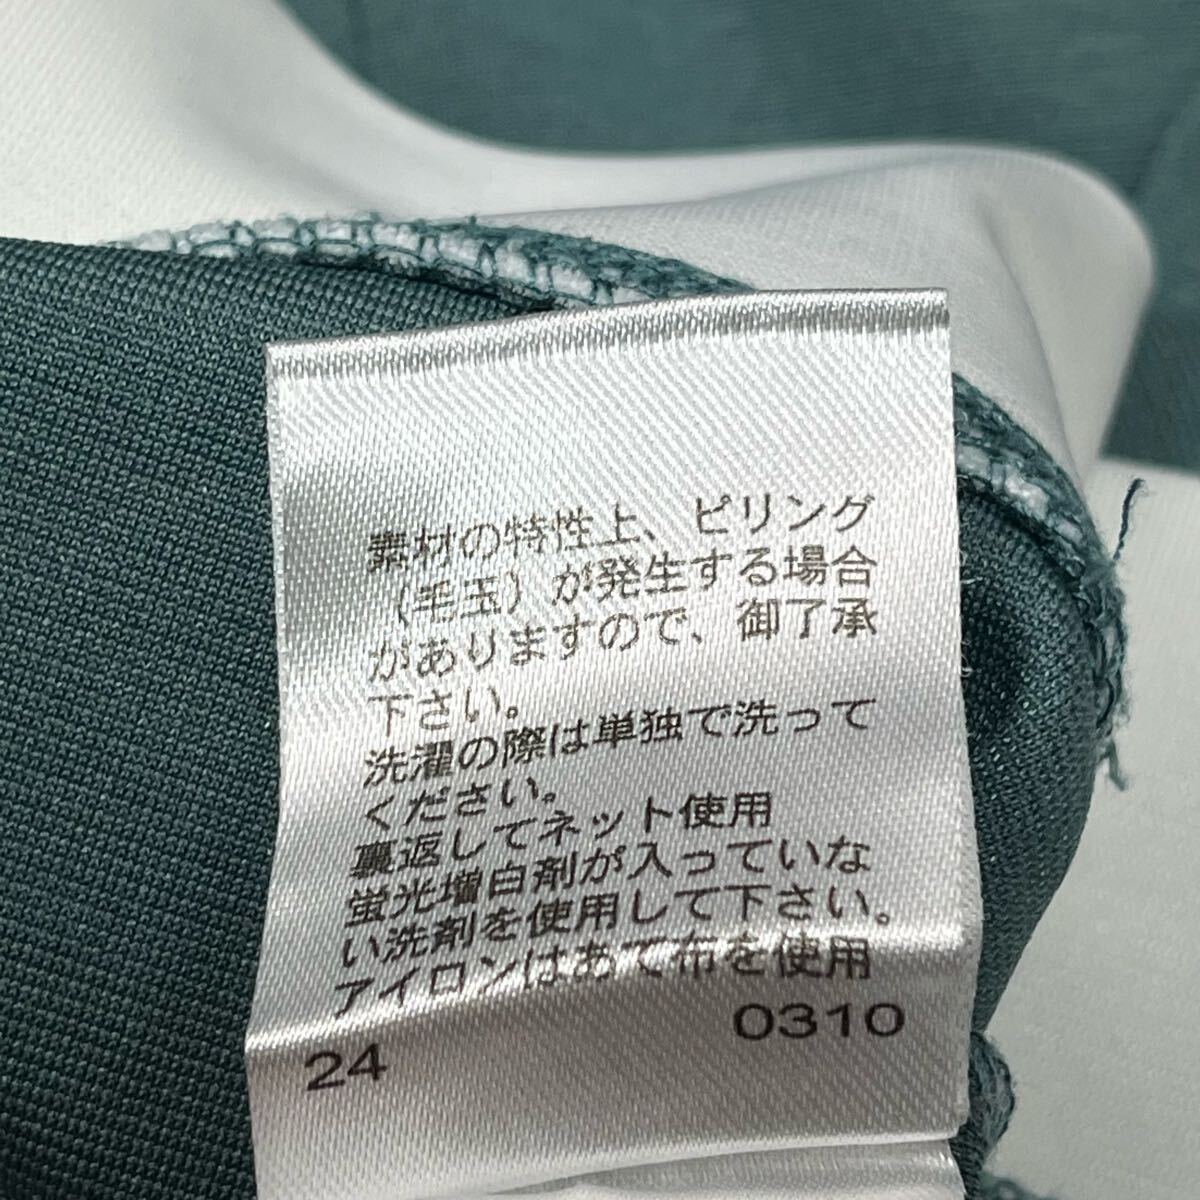 素材の特性上、ピリング
（毛玉）が発生する場合
がありますので、御了承
下さい。
洗濯の際は単独で洗って
ください。
裏返してネット使用
蛍光増白剤が入っていな
い洗剤を使用して下さい。
アイロンはあて布を使用
0310
24